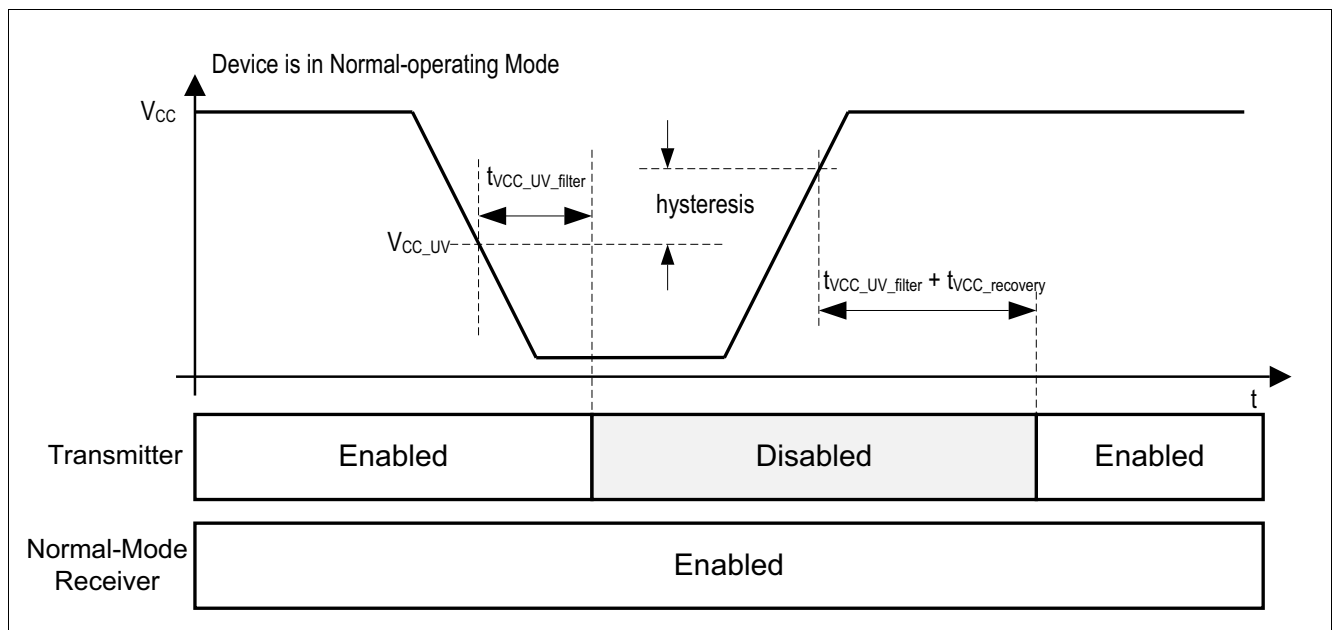 Device is in Normal-operating Mode
VCC
tVCC_UV_filter
hysteresis
VCC_UV
tVCC_UV_filter + tVCC_recovery
t
Transmitter
Enabled
Disabled
Enabled
Normal-Mode
Receiver
Enabled